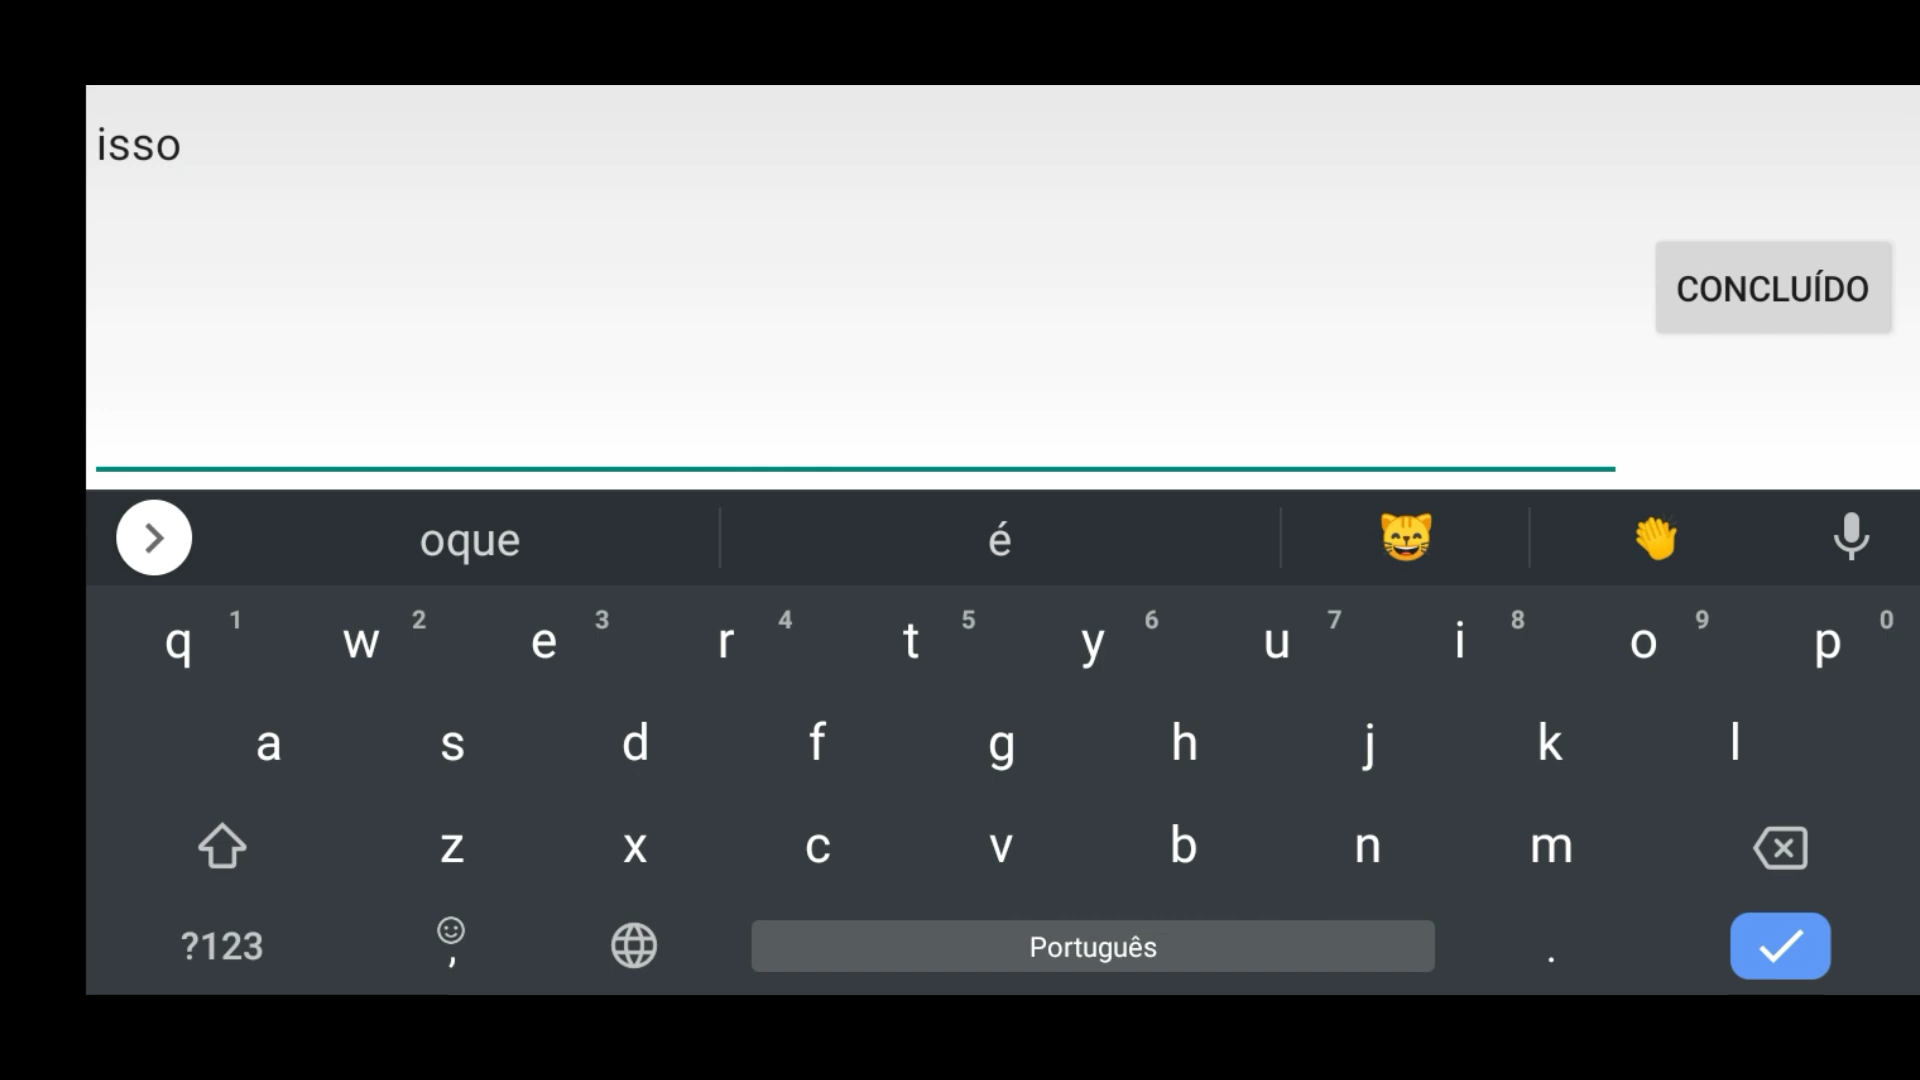 isso
CONCLUÍDO
oque é
q 1 w 2 e 3 r 4 t 5 y 6 u 7 i 8 o 9 p 0
a s d f g h j k l
z x c v b n m
?123 , Português .